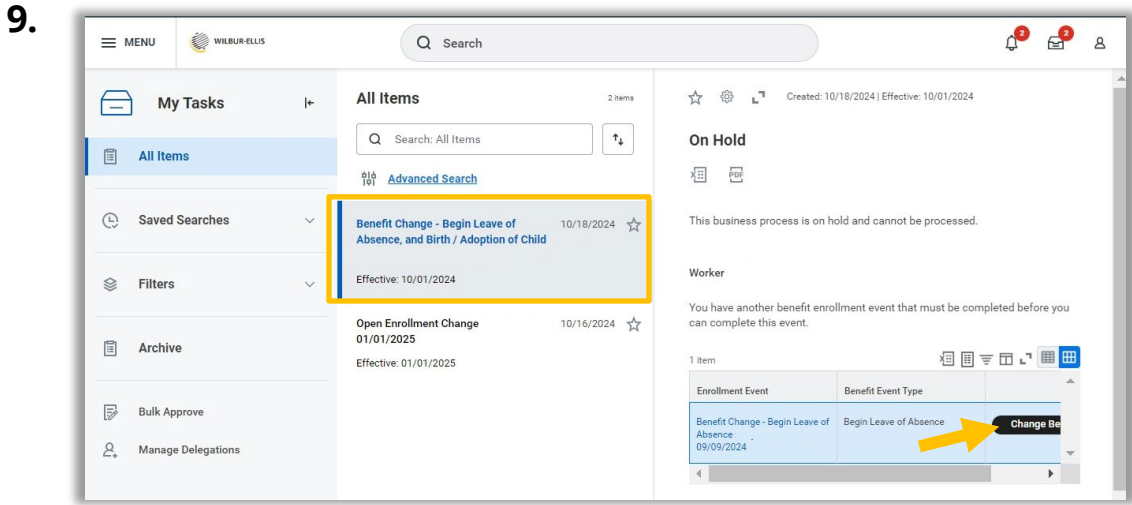 9.
MENU
WILBUR-ELLIS
Search
2
2
My Tasks
All Items
Saved Searches
Filters
Archive
Bulk Approve
Manage Delegations
All Items
2 items
Search: All Items
Advanced Search
Benefit Change - Begin Leave of
Absence, and Birth / Adoption of Child
10/18/2024
Effective: 10/01/2024
Open Enrollment Change
01/01/2025
10/16/2024
Effective: 01/01/2025
Created: 10/18/2024 | Effective: 10/01/2024
On Hold
PDF
This business process is on hold and cannot be processed.
Worker
You have another benefit enrollment event that must be completed before you
can complete this event.
1 item
Enrollment Event
Benefit Event Type
Benefit Change - Begin Leave of
Absence
09/09/2024
Begin Leave of Absence
Change Be